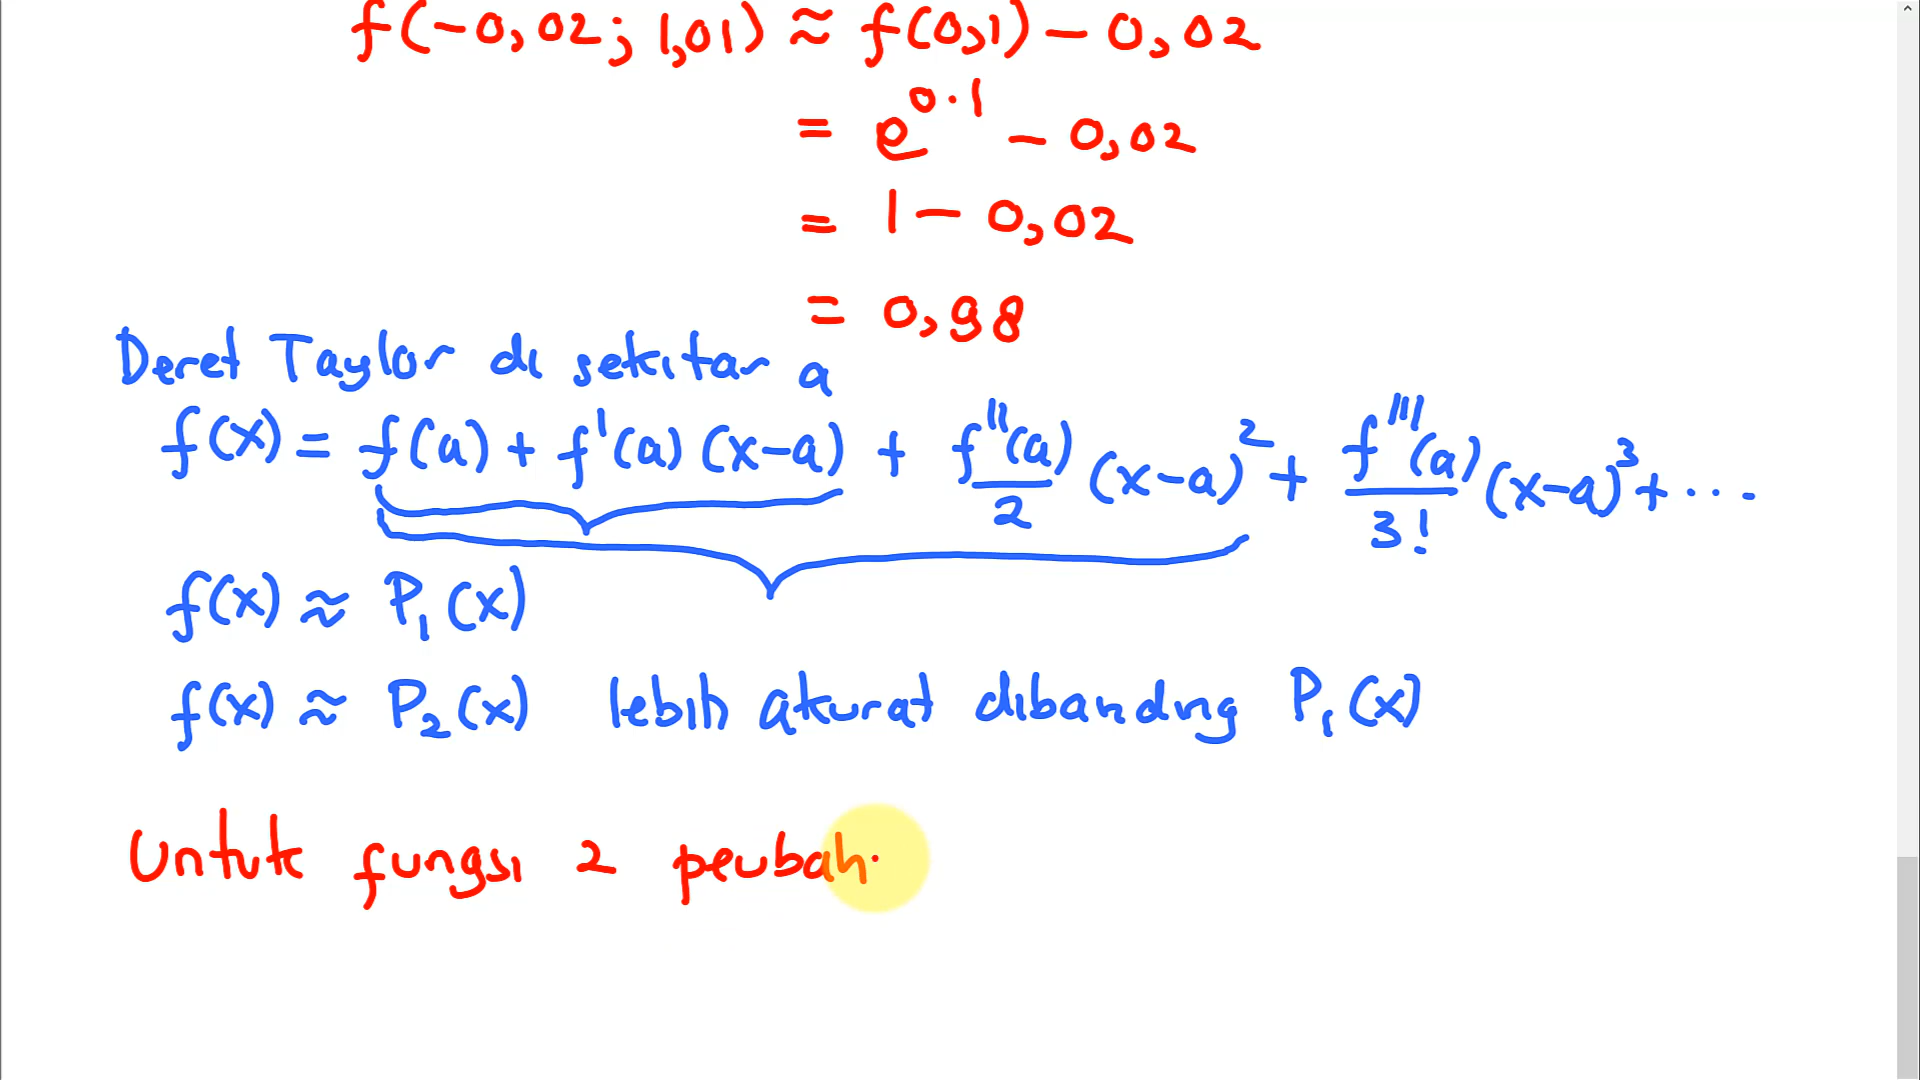 f(-0,02; 1,01) ≈ f(0,1) - 0,02
= e^{0·1} - 0,02
= 1 - 0,02
= 0,98
Deret Taylor di sekitar a
f(x) = f(a) + f'(a)(x-a) + f''(a)/2 (x-a)² + f'''(a)/3! (x-a)³ + ...
f(x) ≈ P₁(x)
f(x) ≈ P₂(x) lebih akurat dibanding P₁(x)
Untuk fungsi 2 peubah